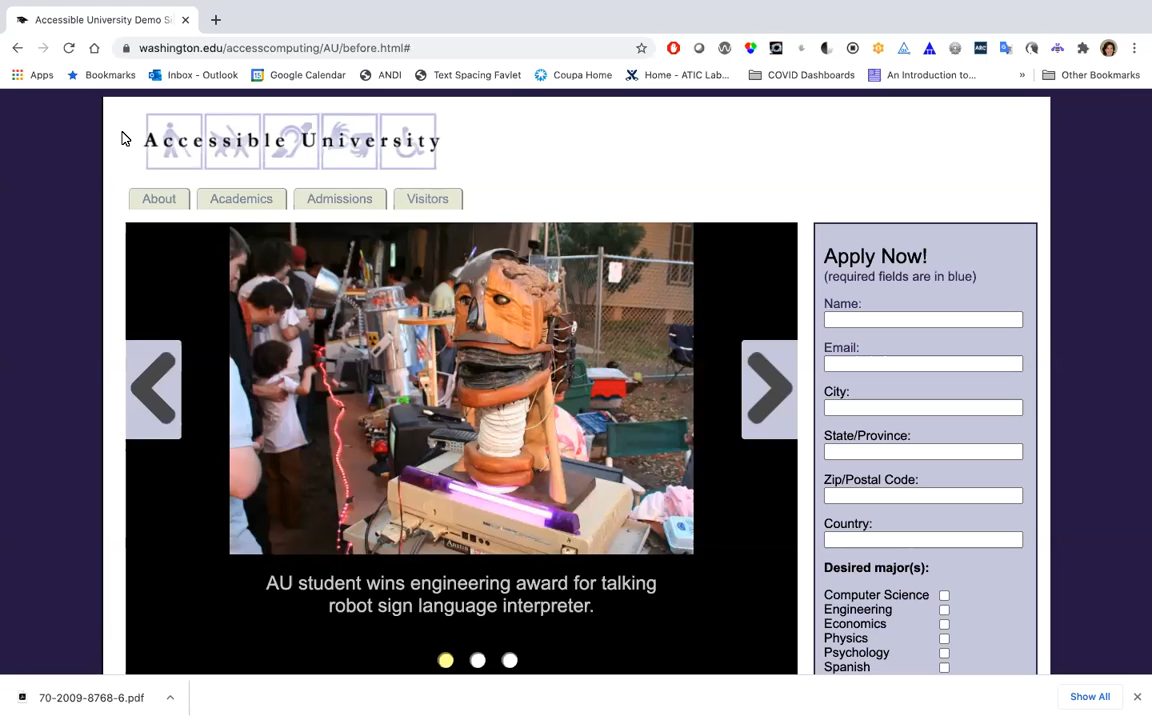 Accessible University Demo Si
washington.edu/accesscomputing/AU/before.html#
Apps Bookmarks Inbox - Outlook Google Calendar ANDI Text Spacing Favlet Coupa Home Home - ATIC Lab... COVID Dashboards An Introduction to... » Other Bookmarks
Accessible University
About Academics Admissions Visitors
AU student wins engineering award for talking
robot sign language interpreter.
Apply Now!
(required fields are in blue)
Name:
Email:
City:
State/Province:
Zip/Postal Code:
Country:
Desired major(s):
Computer Science
Engineering
Economics
Physics
Psychology
Spanish
70-2009-8768-6.pdf
Show All